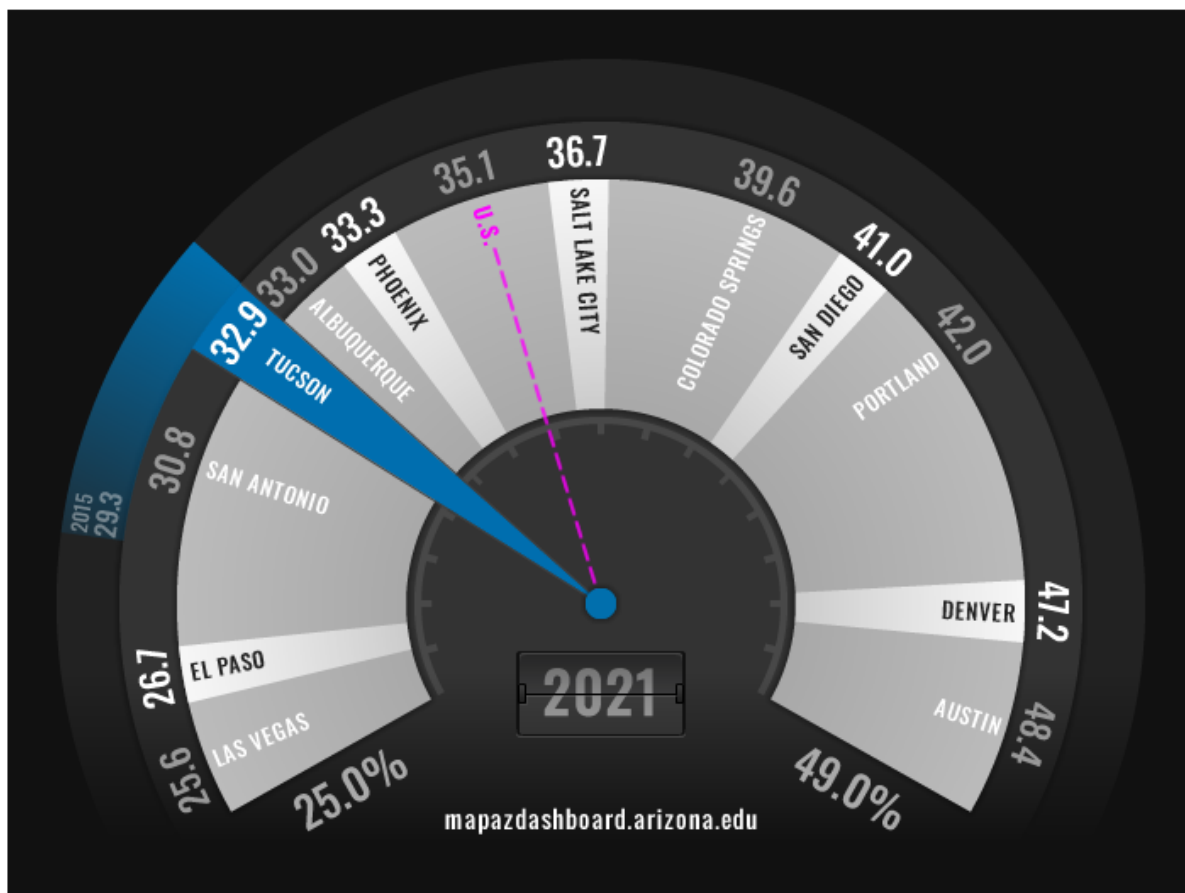 25.6
LAS VEGAS
26.7
EL PASO
2015
29.3
30.8
SAN ANTONIO
32.9
TUCSON
33.0
ALBUQUERQUE
33.3
PHOENIX
35.1
U.S.
36.7
SALT LAKE CITY
39.6
COLORADO SPRINGS
41.0
SAN DIEGO
42.0
PORTLAND
47.2
DENVER
48.4
AUSTIN
2021
25.0%
49.0%
mapazdashboard.arizona.edu